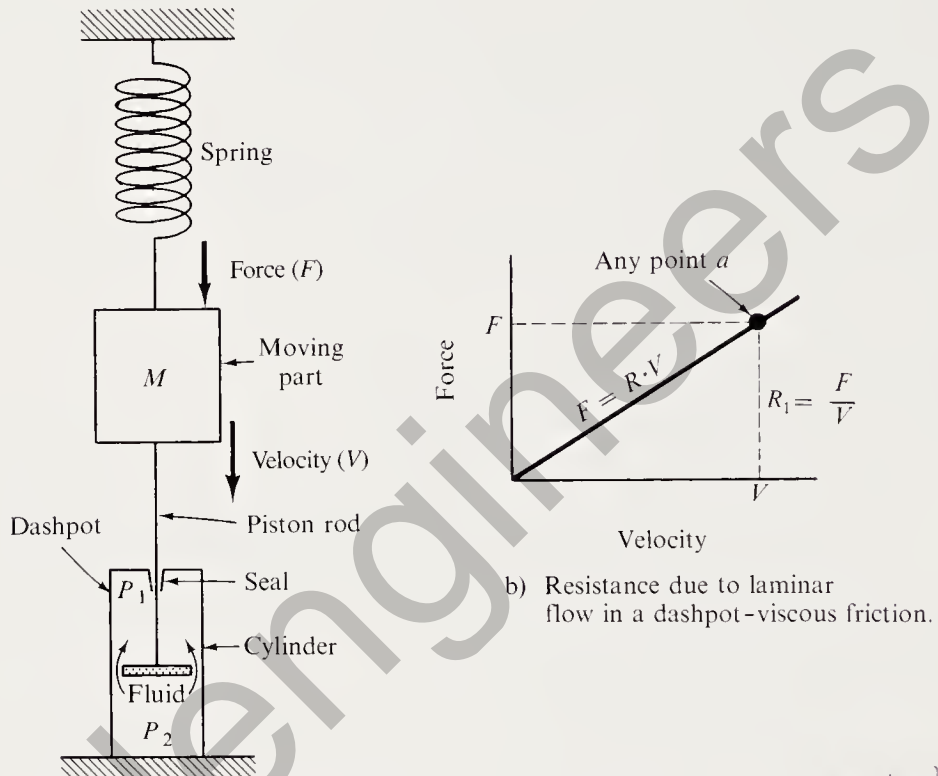 Spring
Force (F)
Moving
part
M
Velocity (V)
Dashpot
Piston rod
P1
Seal
Cylinder
Fluid
P2
Any point a
F
Force
F = R·V
R1 = F/V
V
Velocity
b) Resistance due to laminar
flow in a dashpot-viscous friction.
engineers